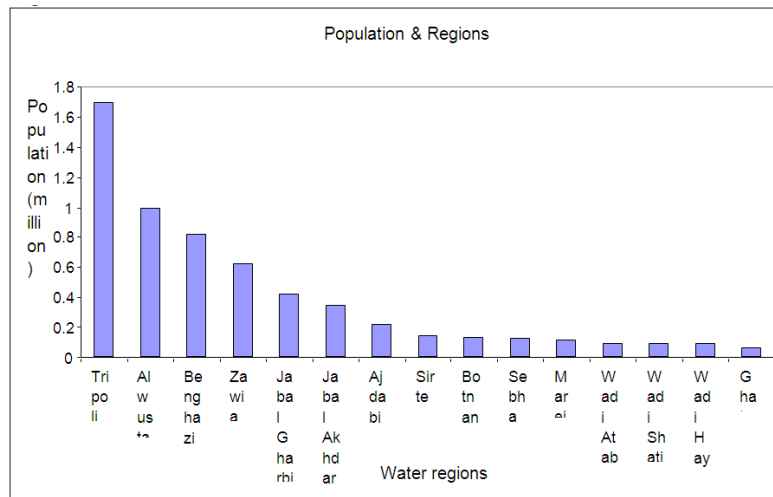 Population & Regions
Po
pu
lati
on
(m
illi
on
)
1.8
1.6
1.4
1.2
1
0.8
0.6
0.4
0.2
0
Tri
po
li
Al
w
us
ta
Be
ng
ha
zi
Za
wi
a
Ja
ba
l
G
ha
rbi
Ja
ba
l
Ak
hd
ar
Aj
da
bi
Sir
te
Bo
tn
an
Se
bh
a
M
ar
W
ad
i
At
ab
W
ad
i
Sh
ati
W
ad
i
H
ay
G
ha
Water regions